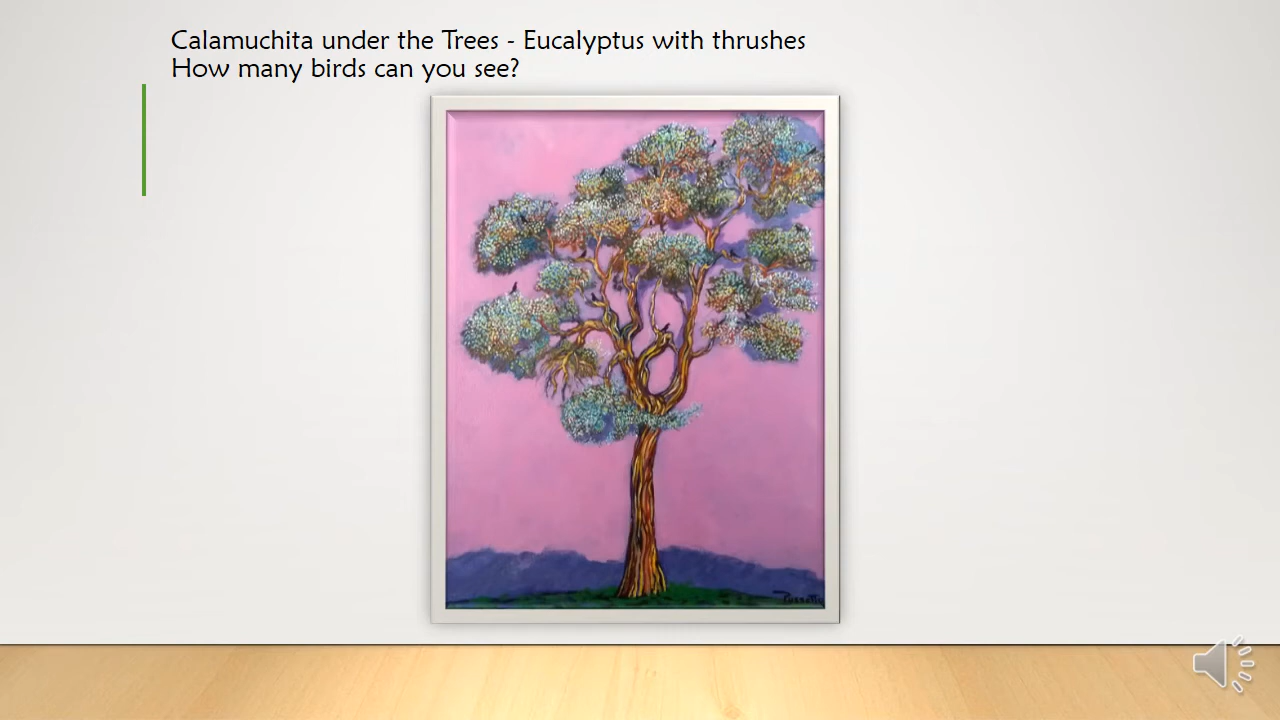 Calamuchita under the Trees - Eucalyptus with thrushes
How many birds can you see?